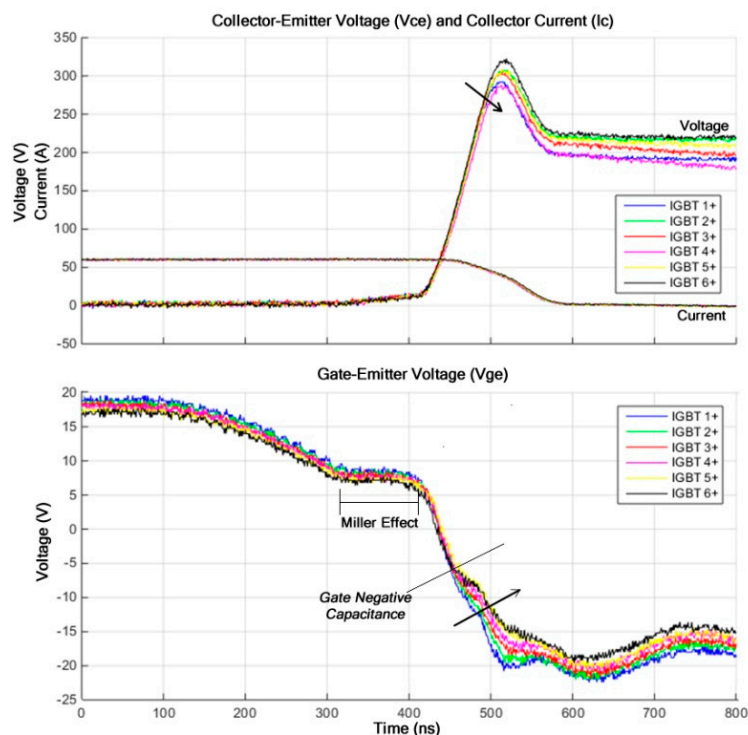 Collector-Emitter Voltage (Vce) and Collector Current (Ic)
350
300
250
200
150
100
50
0
-50
Voltage (V)
Current (A)
Voltage
IGBT 1+
IGBT 2+
IGBT 3+
IGBT 4+
IGBT 5+
IGBT 6+
Current
Gate-Emitter Voltage (Vge)
20
15
10
5
0
-5
-10
-15
-20
-25
Voltage (V)
IGBT 1+
IGBT 2+
IGBT 3+
IGBT 4+
IGBT 5+
IGBT 6+
Miller Effect
Gate Negative
Capacitance
0 100 200 300 400 500 600 700 800
Time (ns)